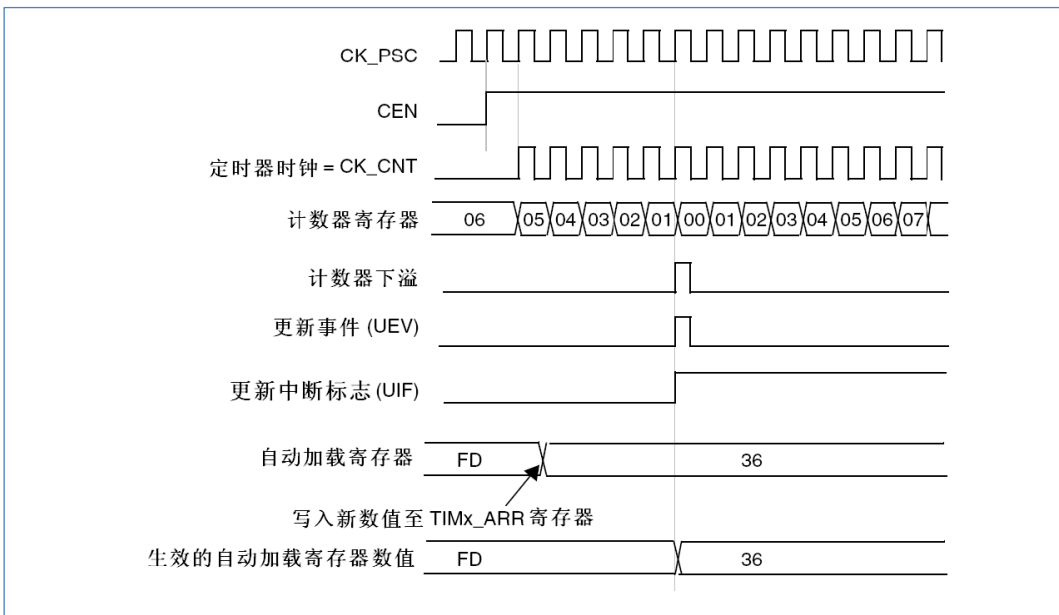 CK_PSC
CEN
定时器时钟 = CK_CNT
计数器寄存器 06 05 04 03 02 01 00 01 02 03 04 05 06 07
计数器下溢
更新事件 (UEV)
更新中断标志 (UIF)
自动加载寄存器 FD 36
写入新数值至 TIMx_ARR 寄存器
生效的自动加载寄存器数值 FD 36